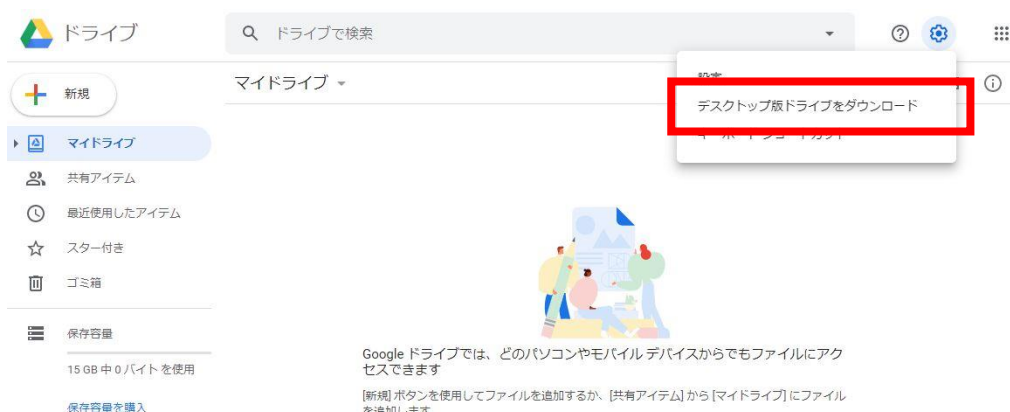 ドライブ
ドライブで検索
新規
マイドライブ
デスクトップ版ドライブをダウンロード
マイドライブ
共有アイテム
最近使用したアイテム
スター付き
ゴミ箱
保存容量
15 GB 中 0 バイト を使用
保存容量を購入
Google ドライブでは、どのパソコンやモバイル デバイスからでもファイルにアク
セスできます
[新規] ボタンを使用してファイルを追加するか、[共有アイテム] から [マイドライブ] にファイル
を追加します